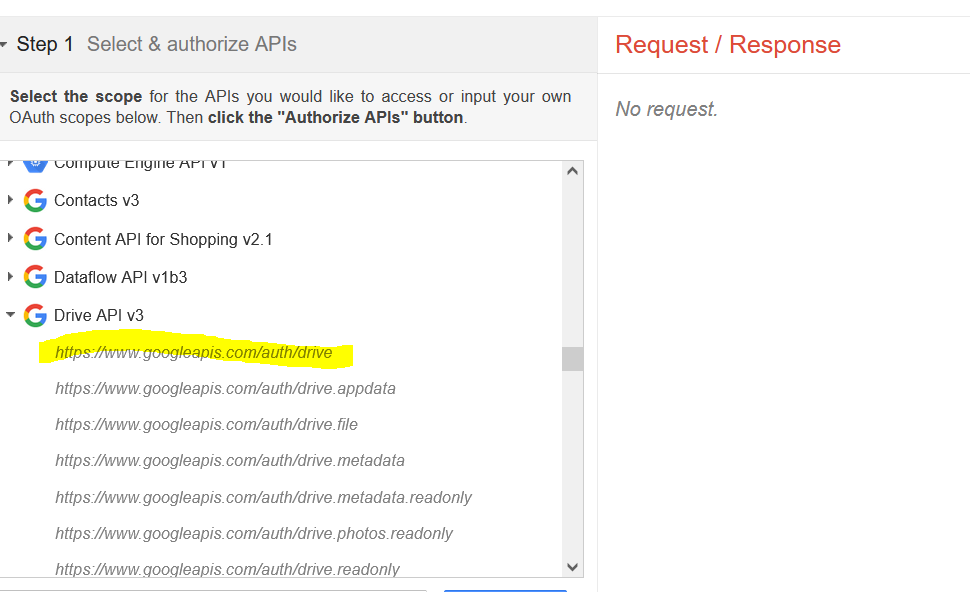 Step 1 Select & authorize APIs
Select the scope for the APIs you would like to access or input your own
OAuth scopes below. Then click the "Authorize APIs" button.
Compute Engine API v1
Contacts v3
Content API for Shopping v2.1
Dataflow API v1b3
Drive API v3
https://www.googleapis.com/auth/drive
https://www.googleapis.com/auth/drive.appdata
https://www.googleapis.com/auth/drive.file
https://www.googleapis.com/auth/drive.metadata
https://www.googleapis.com/auth/drive.metadata.readonly
https://www.googleapis.com/auth/drive.photos.readonly
https://www.googleapis.com/auth/drive.readonly
Request / Response
No request.